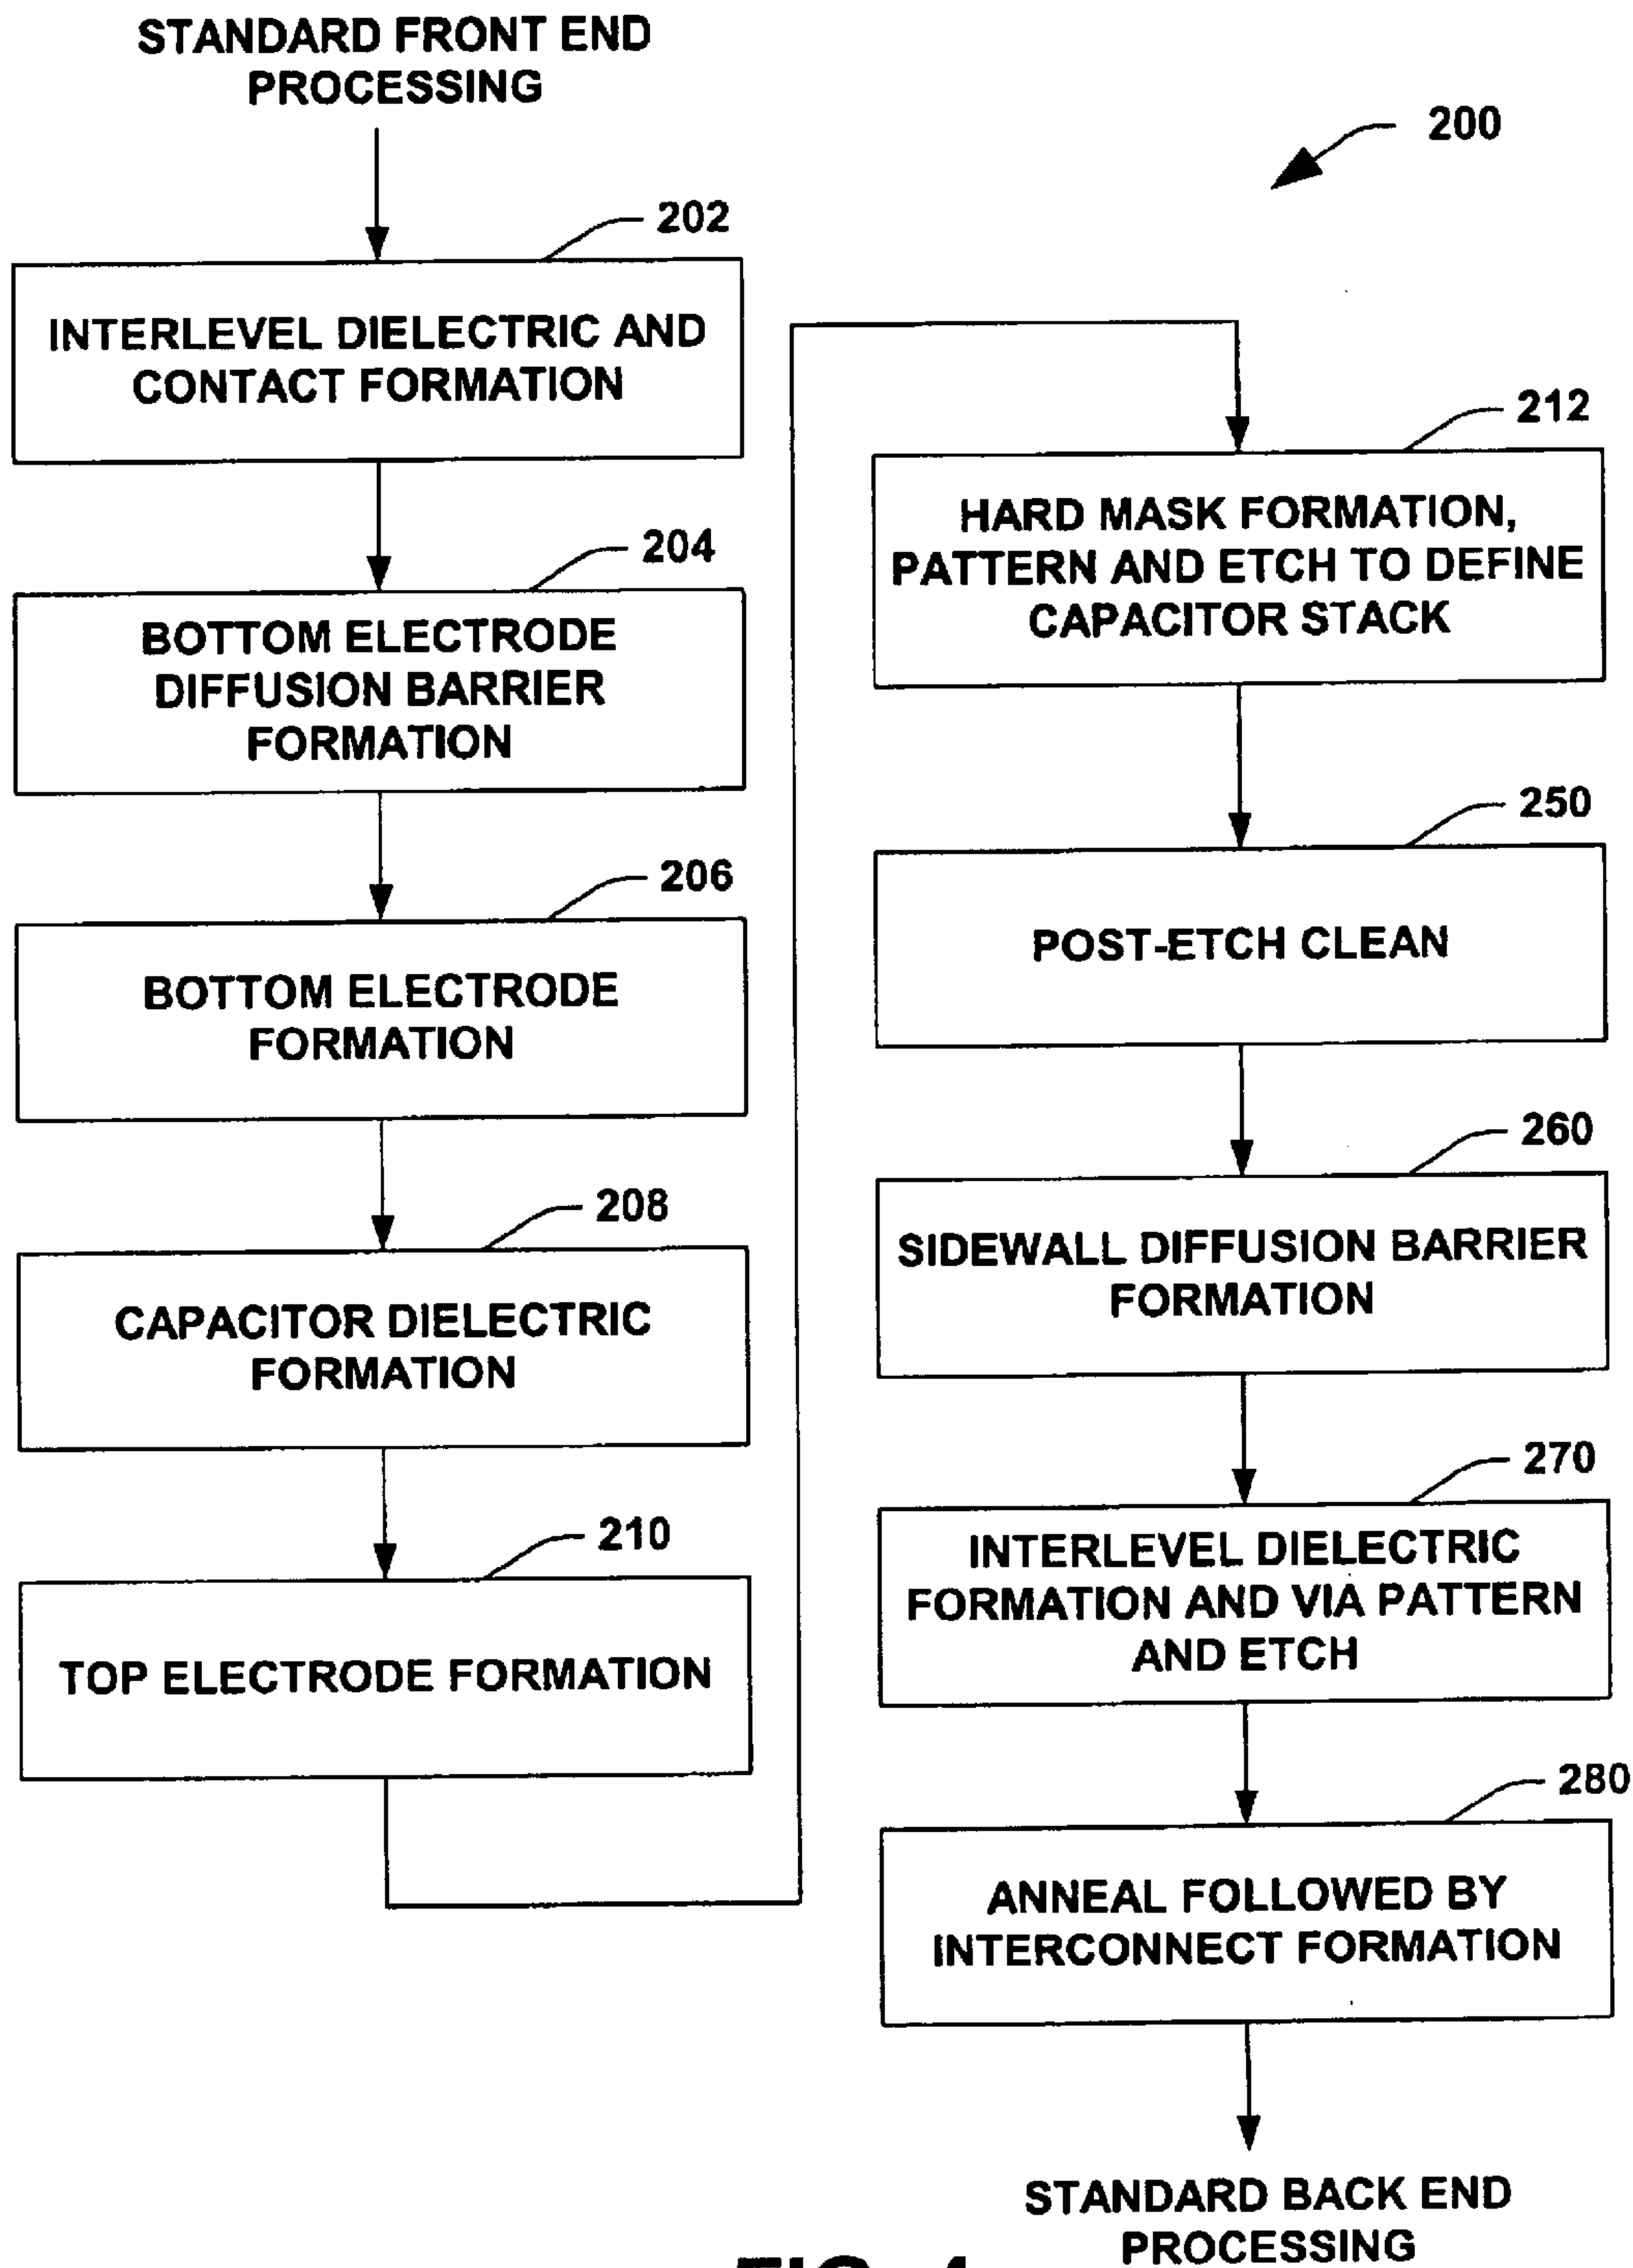 STANDARD FRONT END
PROCESSING
200
202
INTERLEVEL DIELECTRIC AND
CONTACT FORMATION
204
BOTTOM ELECTRODE
DIFFUSION BARRIER
FORMATION
206
BOTTOM ELECTRODE
FORMATION
208
CAPACITOR DIELECTRIC
FORMATION
210
TOP ELECTRODE FORMATION
212
HARD MASK FORMATION,
PATTERN AND ETCH TO DEFINE
CAPACITOR STACK
250
POST-ETCH CLEAN
260
SIDEWALL DIFFUSION BARRIER
FORMATION
270
INTERLEVEL DIELECTRIC
FORMATION AND VIA PATTERN
AND ETCH
280
ANNEAL FOLLOWED BY
INTERCONNECT FORMATION
STANDARD BACK END
PROCESSING